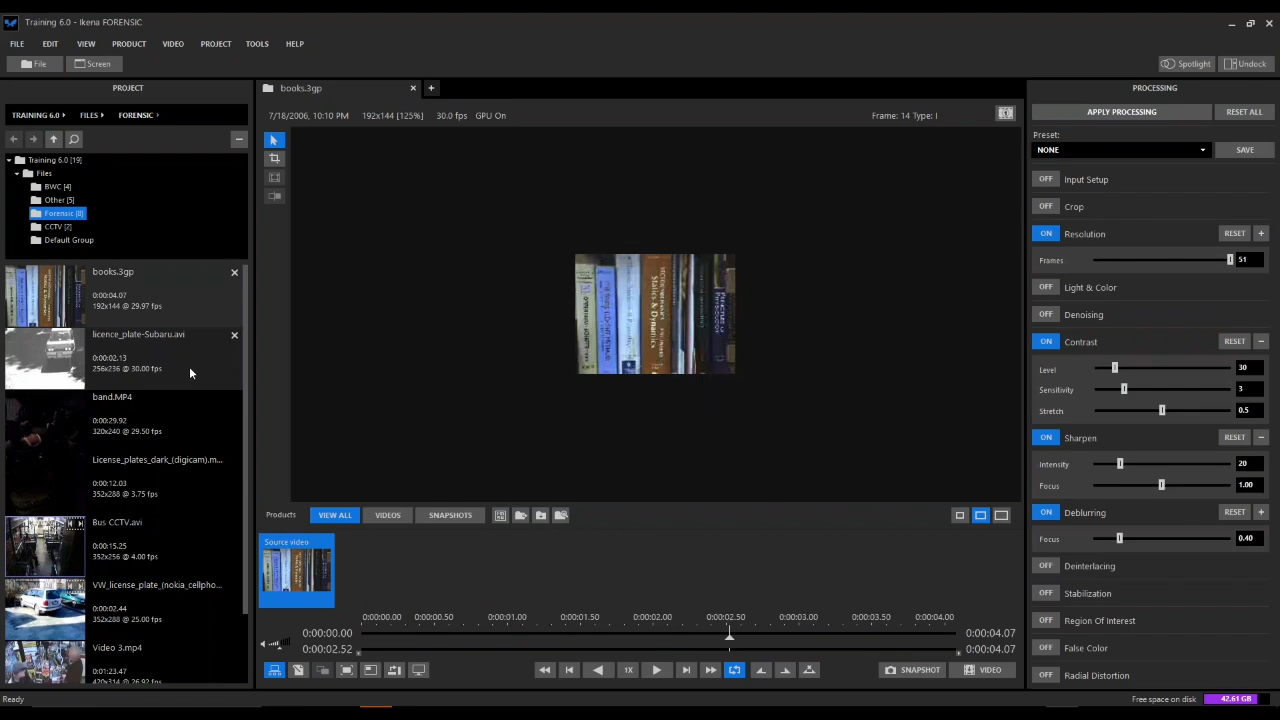 Training 6.0 - Ikena FORENSIC
FILE EDIT VIEW PRODUCT VIDEO PROJECT TOOLS HELP
File Screen Spotlight Undock
PROJECT
TRAINING 6.0 FILES FORENSIC
Training 6.0 [19]
Files
BWC [4]
Other [5]
Forensic [8]
CCTV [2]
Default Group
books.3gp
0:00:04.07
192x144 @ 29.97 fps
licence_plate-Subaru.avi
0:00:02.13
256x236 @ 30.00 fps
band.MP4
0:00:29.92
320x240 @ 29.50 fps
License_plates_dark_(digicam).m...
0:00:12.03
352x288 @ 3.75 fps
Bus CCTV.avi
0:00:15.25
352x256 @ 4.00 fps
VW_license_plate_(nokia_cellpho...
0:00:02.44
352x288 @ 25.00 fps
Video 3.mp4
0:01:23.47
420x314 @ 26.92 fps
books.3gp
7/18/2006, 10:10 PM 192x144 [125%] 30.0 fps GPU On Frame: 14 Type: I
Statics & Dynamics
Products VIEW ALL VIDEOS SNAPSHOTS
Source video
0:00:00.00 0:00:00.50 0:00:01.00 0:00:01.50 0:00:02.00 0:00:02.50 0:00:03.00 0:00:03.50 0:00:04.00
0:00:00.00 0:00:04.07
0:00:02.52 0:00:04.07
1X SNAPSHOT VIDEO
PROCESSING
APPLY PROCESSING RESET ALL
Preset:
NONE SAVE
OFF Input Setup
OFF Crop
ON Resolution RESET +
Frames 51
OFF Light & Color
OFF Denoising
ON Contrast RESET −
Level 30
Sensitivity 3
Stretch 0.5
ON Sharpen RESET −
Intensity 20
Focus 1.00
ON Deblurring RESET +
Focus 0.40
OFF Deinterlacing
OFF Stabilization
OFF Region Of Interest
OFF False Color
OFF Radial Distortion
Ready Free space on disk 42.61 GB